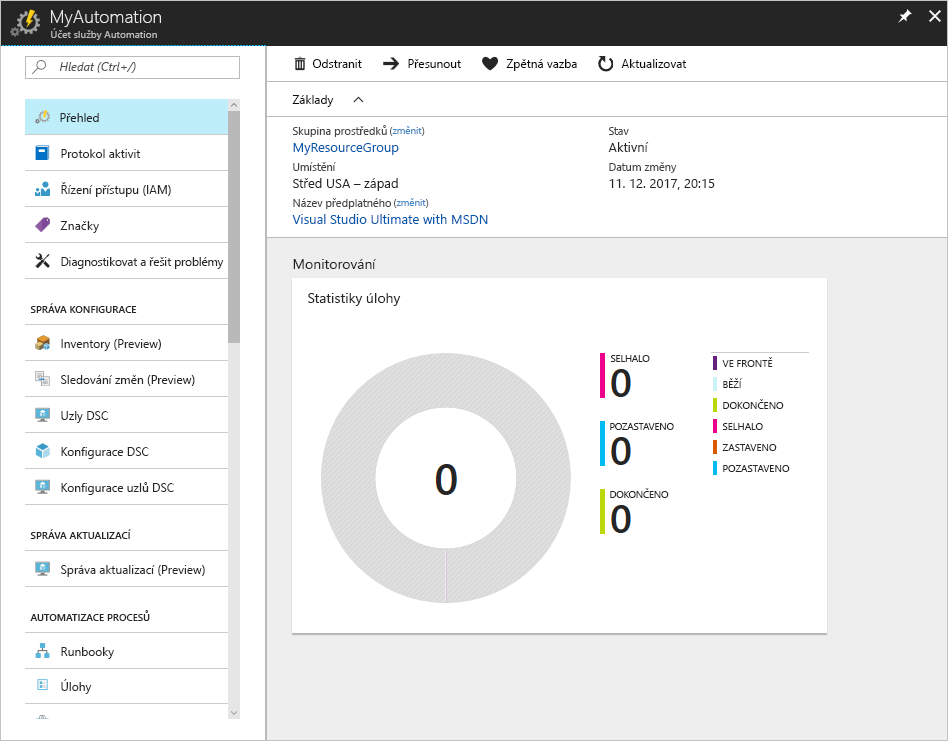 MyAutomation
Účet služby Automation
Hledat (Ctrl+/)
Přehled
Protokol aktivit
Řízení přístupu (IAM)
Značky
Diagnostikovat a řešit problémy
SPRÁVA KONFIGURACE
Inventory (Preview)
Sledování změn (Preview)
Uzly DSC
Konfigurace DSC
Konfigurace uzlů DSC
SPRÁVA AKTUALIZACÍ
Správa aktualizací (Preview)
AUTOMATIZACE PROCESŮ
Runbooky
Úlohy
Odstranit
Přesunout
Zpětná vazba
Aktualizovat
Základy
Skupina prostředků (změnit)
MyResourceGroup
Umístění
Střed USA – západ
Název předplatného (změnit)
Visual Studio Ultimate with MSDN
Stav
Aktivní
Datum změny
11. 12. 2017, 20:15
Monitorování
Statistiky úlohy
0
SELHALO
0
POZASTAVENO
0
DOKONČENO
0
VE FRONTĚ
BĚŽÍ
DOKONČENO
SELHALO
ZASTAVENO
POZASTAVENO